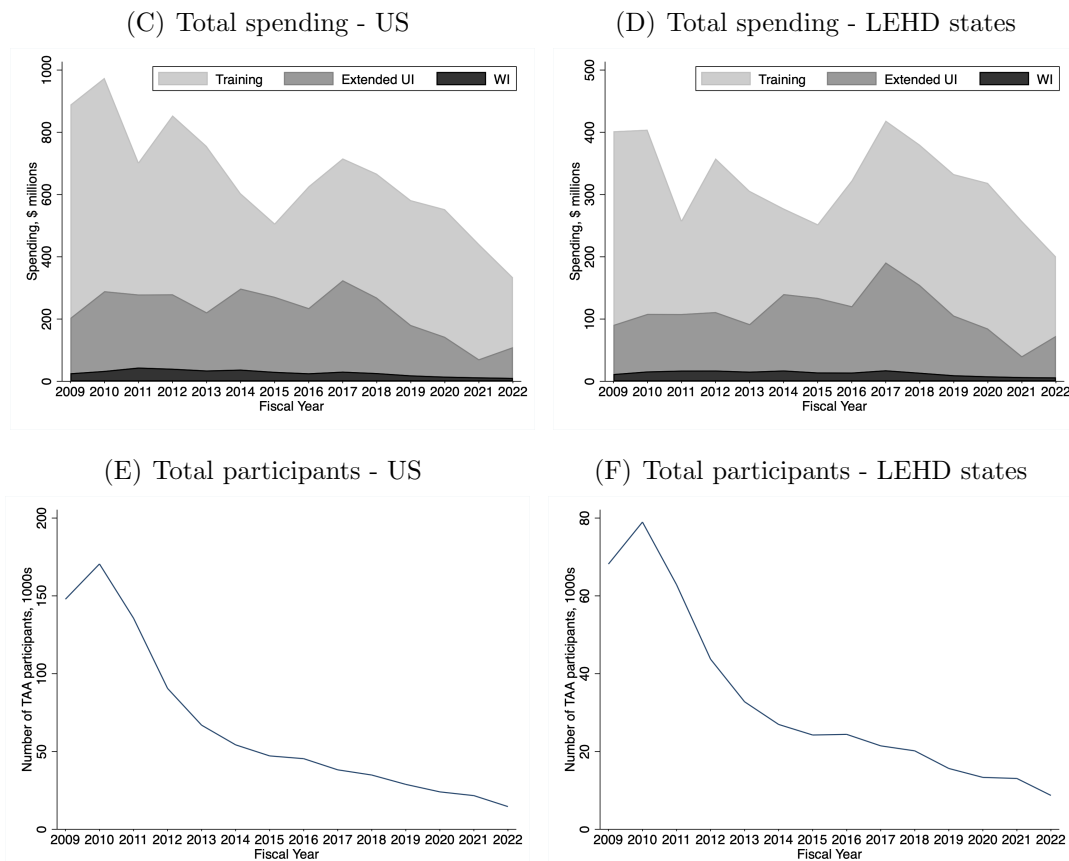 (C) Total spending - US
(D) Total spending - LEHD states
Training Extended UI WI
Spending, $ millions
1000
800
600
400
200
0
2009 2010 2011 2012 2013 2014 2015 2016 2017 2018 2019 2020 2021 2022
Fiscal Year
Training Extended UI WI
Spending, $ millions
500
400
300
200
100
0
2009 2010 2011 2012 2013 2014 2015 2016 2017 2018 2019 2020 2021 2022
Fiscal Year
(E) Total participants - US
(F) Total participants - LEHD states
Number of TAA participants, 1000s
200
150
100
50
0
2009 2010 2011 2012 2013 2014 2015 2016 2017 2018 2019 2020 2021 2022
Fiscal Year
Number of TAA participants, 1000s
80
60
40
20
0
2009 2010 2011 2012 2013 2014 2015 2016 2017 2018 2019 2020 2021 2022
Fiscal Year